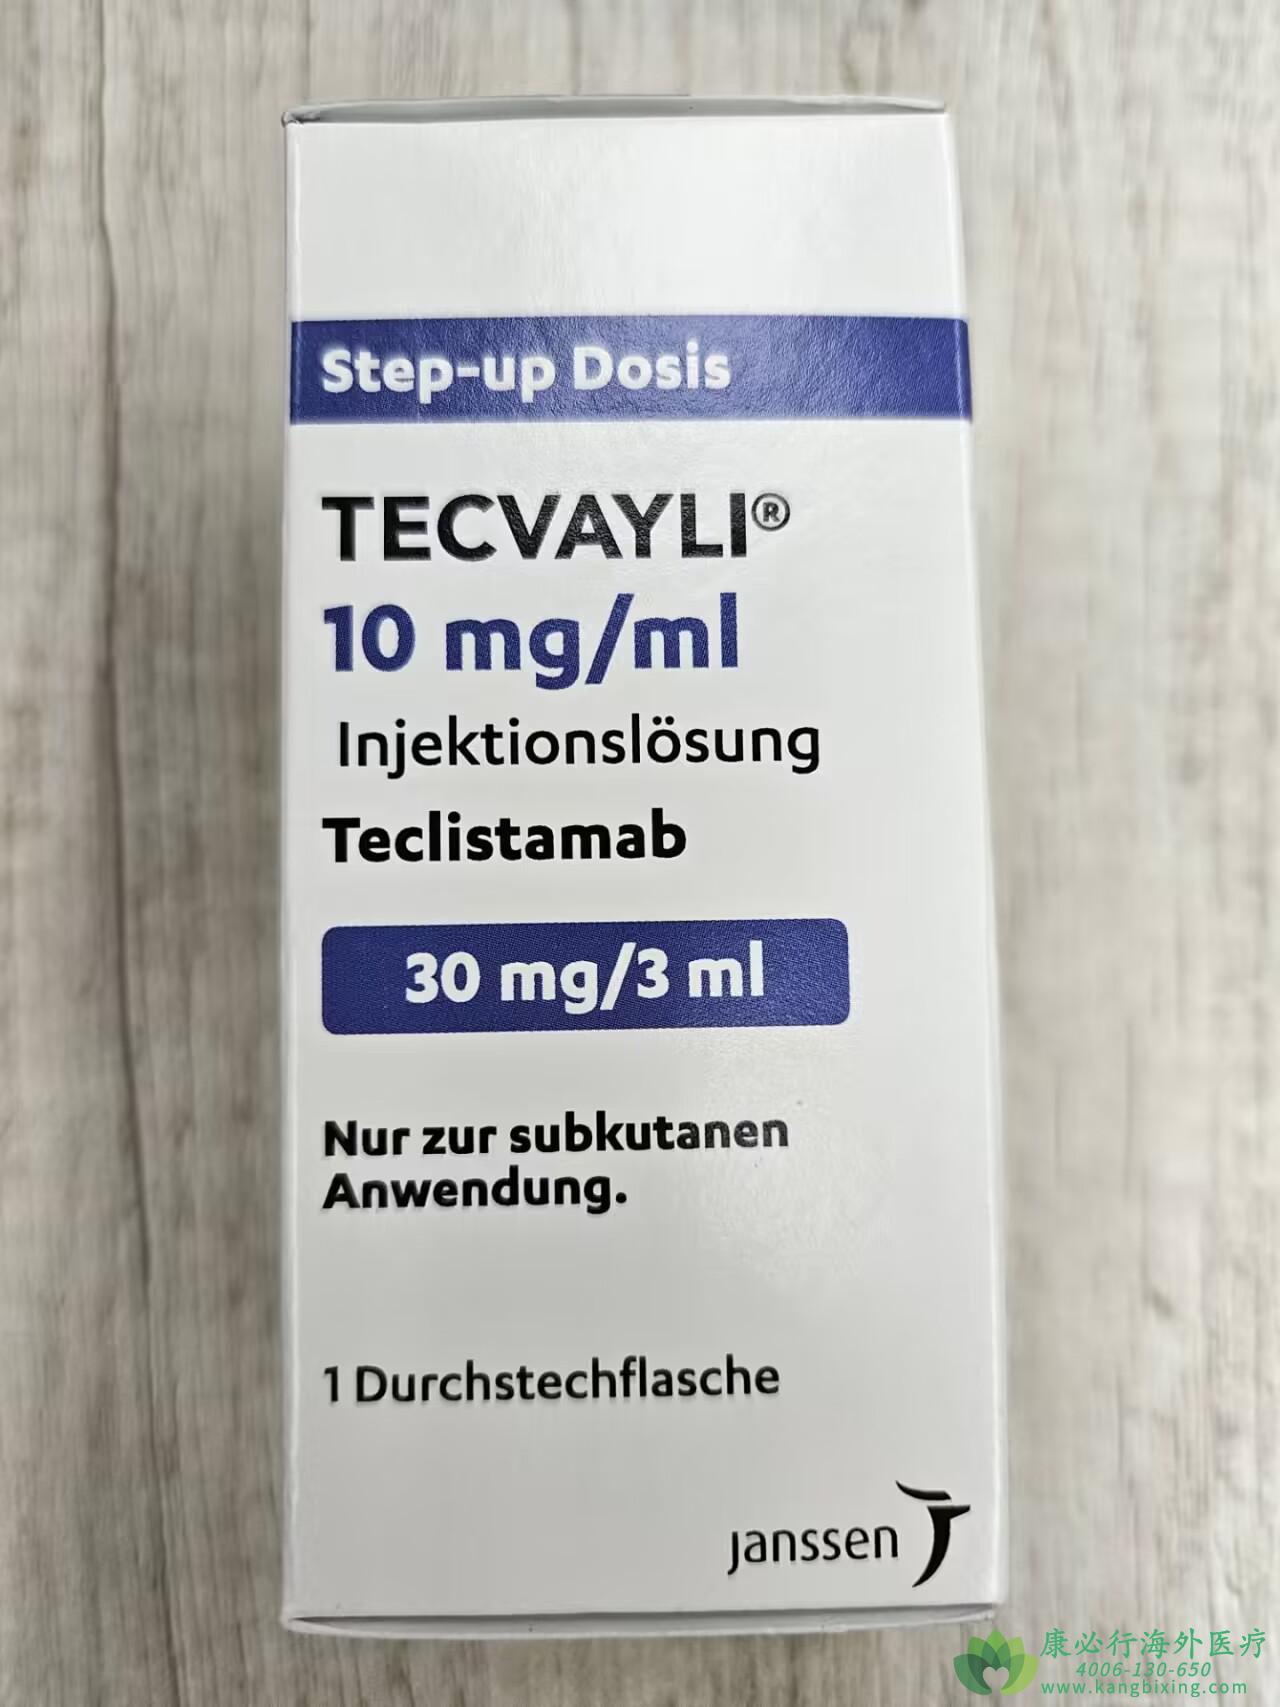 Step-up Dosis
TECVAYLI®
10 mg/ml
Injektionslösung
Teclistamab
30 mg/3 ml
Nur zur subkutanen
Anwendung.
1 Durchstechflasche
janssen
康必行海外医疗
4006-130-650
www.kangbixing.com